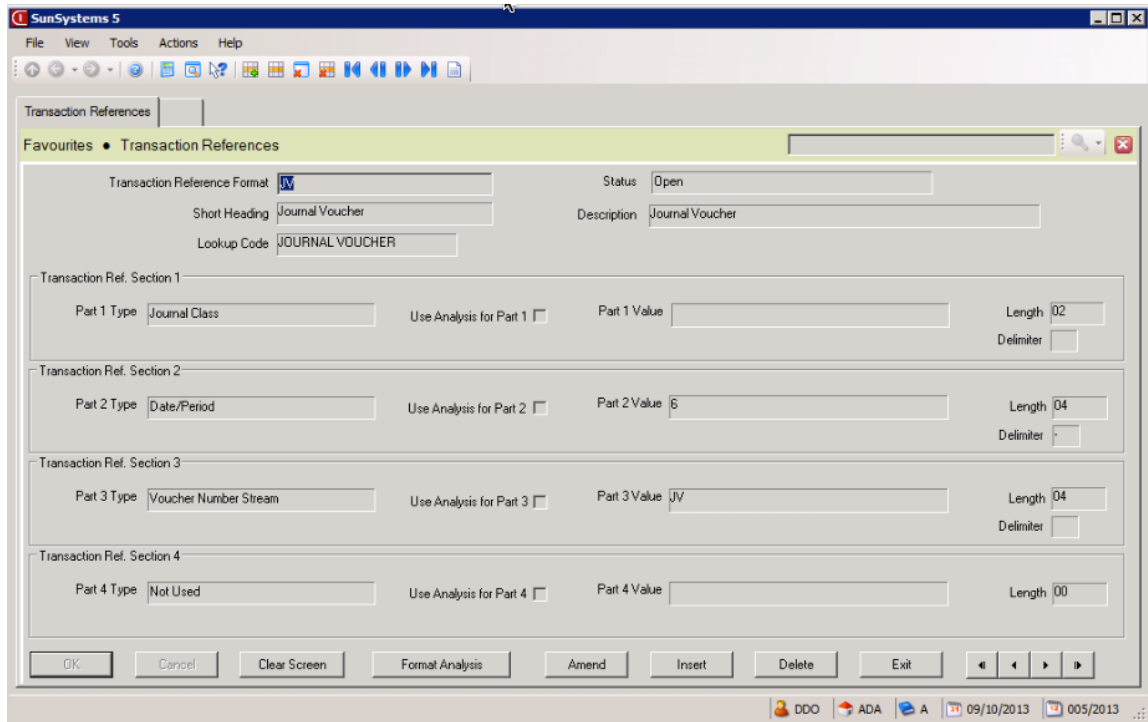 SunSystems 5
File View Tools Actions Help
Transaction References
Favourites ● Transaction References
Transaction Reference Format JV Status Open
Short Heading Journal Voucher Description Journal Voucher
Lookup Code JOURNAL VOUCHER
Transaction Ref. Section 1
Part 1 Type Journal Class Use Analysis for Part 1 Part 1 Value Length 02
Delimiter
Transaction Ref. Section 2
Part 2 Type Date/Period Use Analysis for Part 2 Part 2 Value 6 Length 04
Delimiter -
Transaction Ref. Section 3
Part 3 Type Voucher Number Stream Use Analysis for Part 3 Part 3 Value JV Length 04
Delimiter
Transaction Ref. Section 4
Part 4 Type Not Used Use Analysis for Part 4 Part 4 Value Length 00
OK Cancel Clear Screen Format Analysis Amend Insert Delete Exit
DDO ADA A 09/10/2013 005/2013